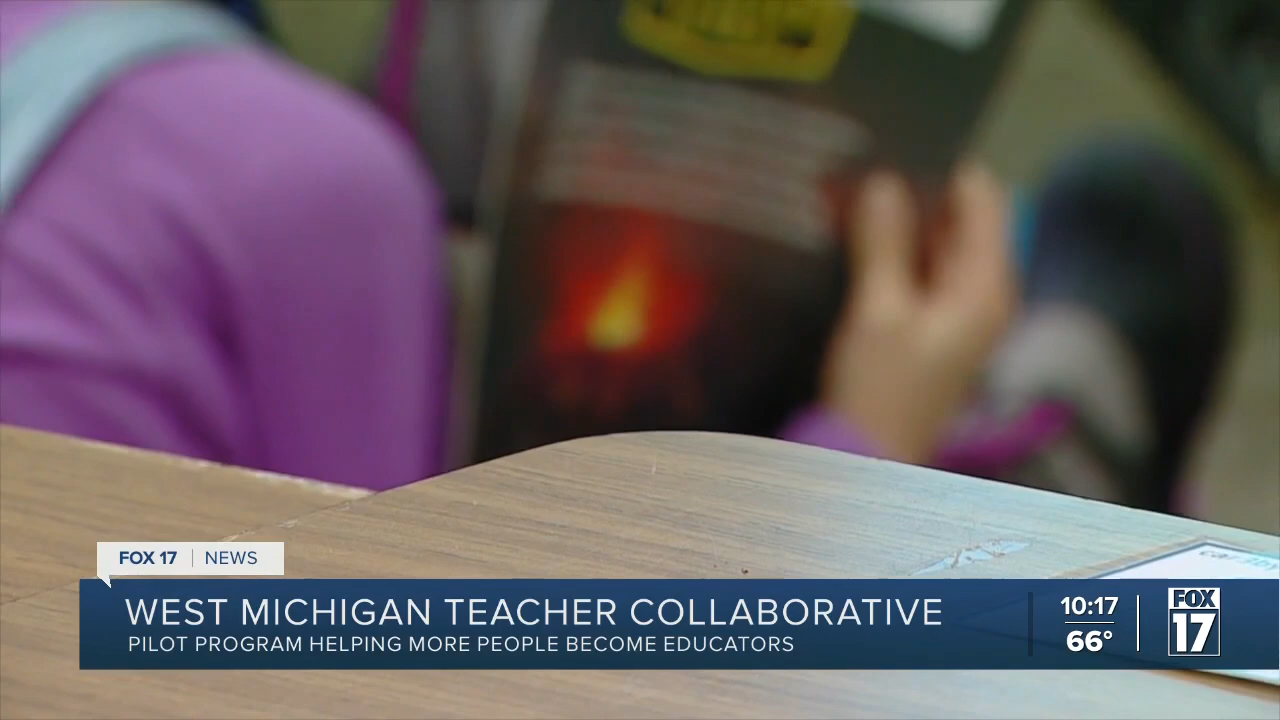 FOX 17 | NEWS
WEST MICHIGAN TEACHER COLLABORATIVE
PILOT PROGRAM HELPING MORE PEOPLE BECOME EDUCATORS
10:17
66°
FOX
17